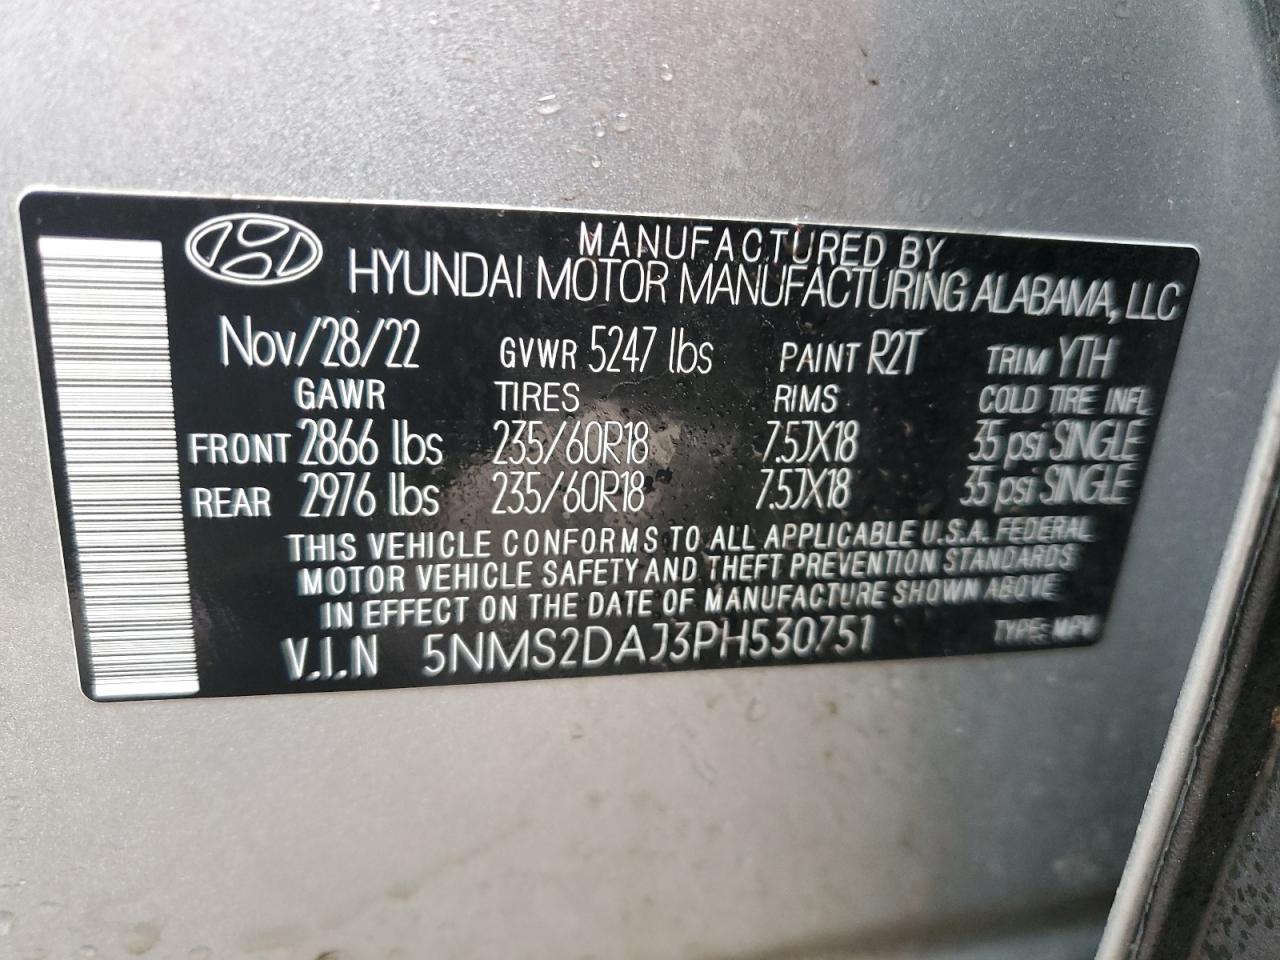 MANUFACTURED BY
HYUNDAI MOTOR MANUFACTURING ALABAMA, LLC
Nov/28/22 GVWR 5247 lbs PAINT R2T TRIM YTH
GAWR TIRES RIMS COLD TIRE INFL
FRONT 2866 lbs 235/60R18 7.5JX18 35 psi SINGLE
REAR 2976 lbs 235/60R18 7.5JX18 35 psi SINGLE
THIS VEHICLE CONFORMS TO ALL APPLICABLE U.S.A. FEDERAL
MOTOR VEHICLE SAFETY AND THEFT PREVENTION STANDARDS
IN EFFECT ON THE DATE OF MANUFACTURE SHOWN ABOVE
V.I.N 5NMS2DAJ3PH530751 TYPE: MPV